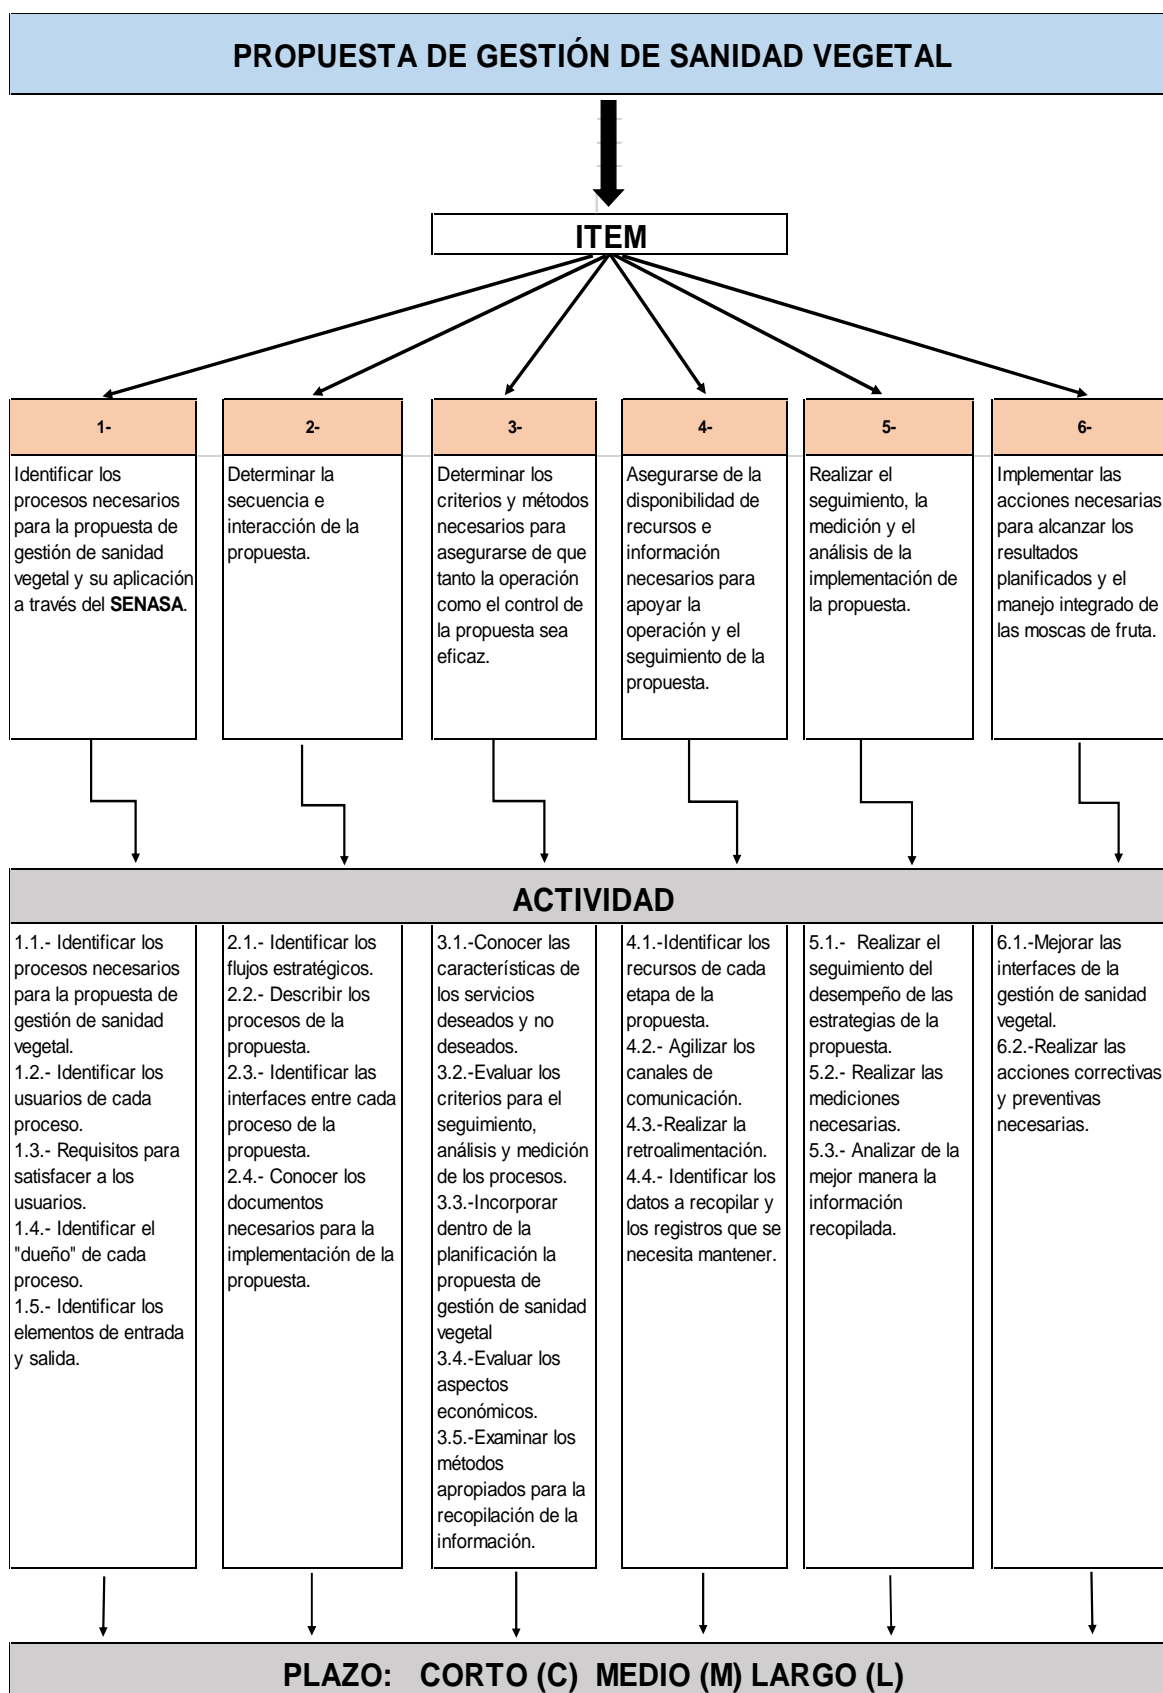 PROPUESTA DE GESTIÓN DE SANIDAD VEGETAL
ITEM
1-
Identificar los
procesos necesarios
para la propuesta de
gestión de sanidad
vegetal y su aplicación
a través del SENASA.
2-
Determinar la
secuencia e
interacción de la
propuesta.
3-
Determinar los
criterios y métodos
necesarios para
asegurarse de que
tanto la operación
como el control de
la propuesta sea
eficaz.
4-
Asegurarse de la
disponibilidad de
recursos e
información
necesarios para
apoyar la
operación y el
seguimiento de la
propuesta.
5-
Realizar el
seguimiento, la
medición y el
análisis de la
implementación de
la propuesta.
6-
Implementar las
acciones necesarias
para alcanzar los
resultados
planificados y el
manejo integrado de
las moscas de fruta.
ACTIVIDAD
1.1.- Identificar los
procesos necesarios
para la propuesta de
gestión de sanidad
vegetal.
1.2.- Identificar los
usuarios de cada
proceso.
1.3.- Requisitos para
satisfacer a los
usuarios.
1.4.- Identificar el
"dueño" de cada
proceso.
1.5.- Identificar los
elementos de entrada
y salida.
2.1.- Identificar los
flujos estratégicos.
2.2.- Describir los
procesos de la
propuesta.
2.3.- Identificar las
interfaces entre cada
proceso de la
propuesta.
2.4.- Conocer los
documentos
necesarios para la
implementación de la
propuesta.
3.1.-Conocer las
características de
los servicios
deseados y no
deseados.
3.2.-Evaluar los
criterios para el
seguimiento,
análisis y medición
de los procesos.
3.3.-Incorporar
dentro de la
planificación la
propuesta de
gestión de sanidad
vegetal
3.4.-Evaluar los
aspectos
económicos.
3.5.-Examinar los
métodos
apropiados para la
recopilación de la
información.
4.1.-Identificar los
recursos de cada
etapa de la
propuesta.
4.2.- Agilizar los
canales de
comunicación.
4.3.-Realizar la
retroalimentación.
4.4.- Identificar los
datos a recopilar y
los registros que se
necesita mantener.
5.1.- Realizar el
seguimiento del
desempeño de las
estrategias de la
propuesta.
5.2.- Realizar las
mediciones
necesarias.
5.3.- Analizar de la
mejor manera la
información
recopilada.
6.1.-Mejorar las
interfaces de la
gestión de sanidad
vegetal.
6.2.-Realizar las
acciones correctivas
y preventivas
necesarias.
PLAZO: CORTO (C) MEDIO (M) LARGO (L)